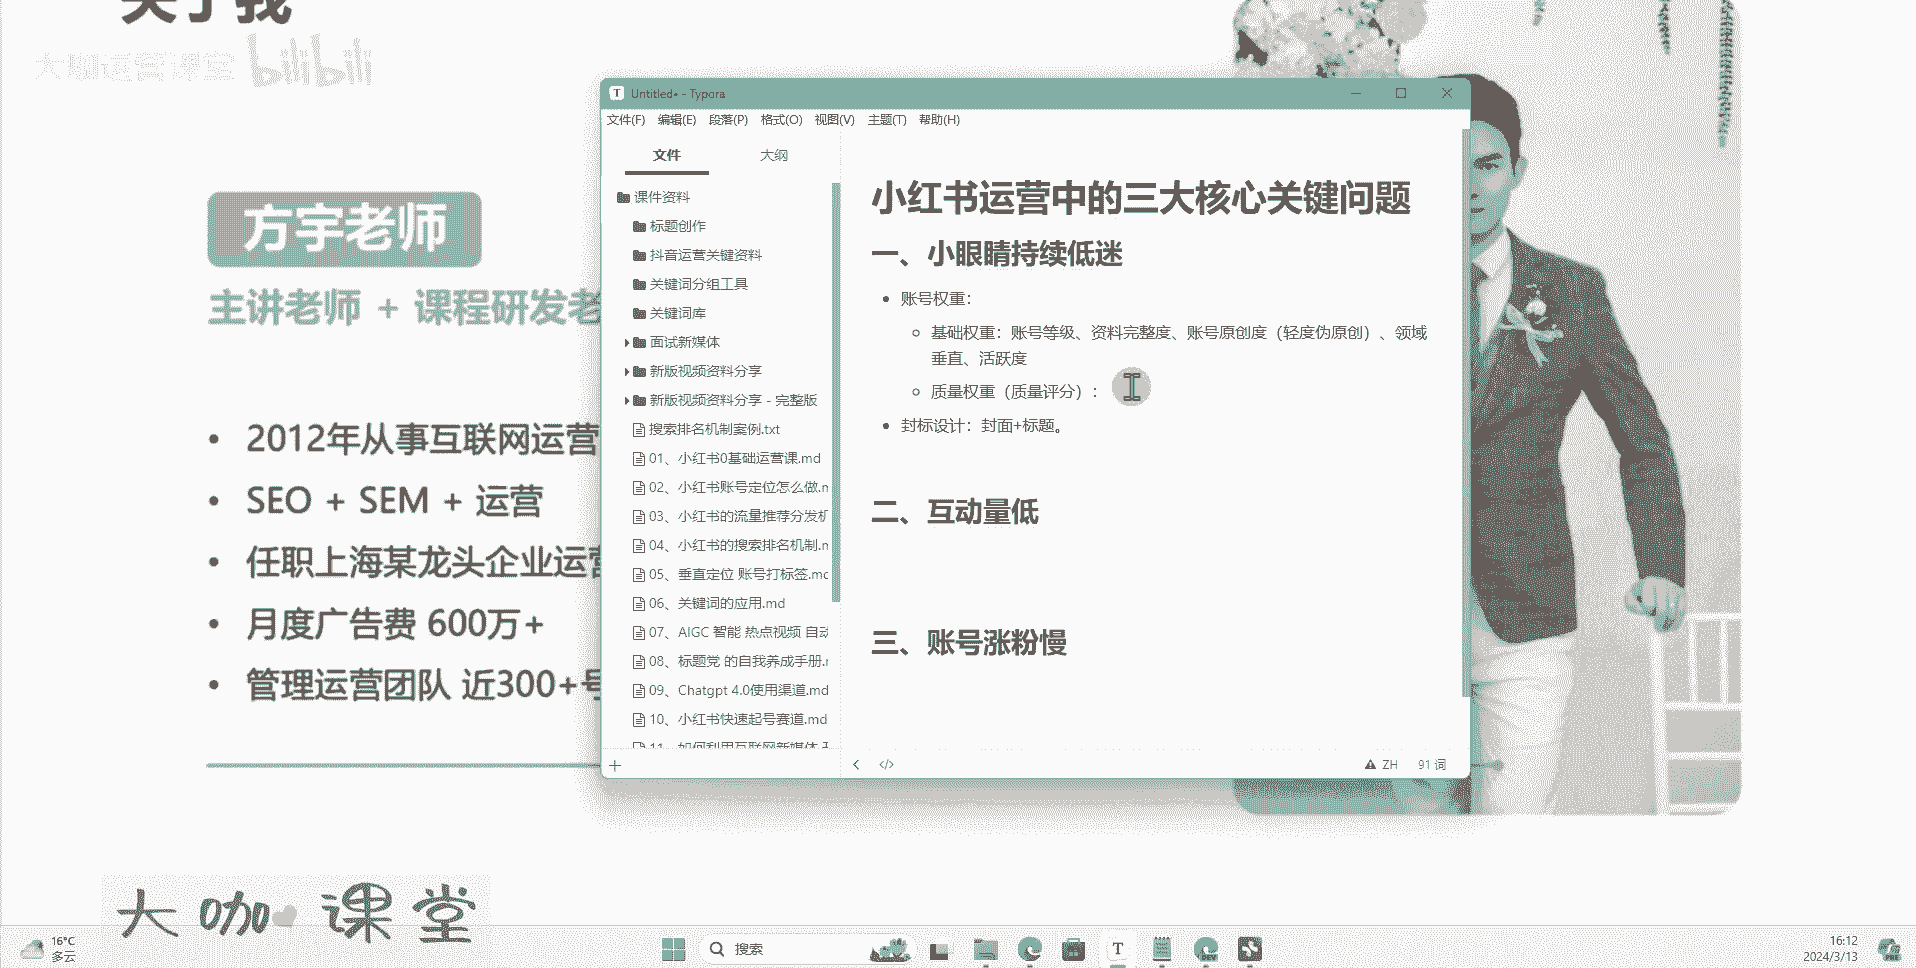 关于我
大咖运营课堂 bilibili
方宇老师
主讲老师 + 课程研发老
• 2012年从事互联网运营
• SEO + SEM + 运营
• 任职上海某龙头企业运营
• 月度广告费 600万+
• 管理运营团队 近300+号
Untitled• - Typora
文件(F) 编辑(E) 段落(P) 格式(O) 视图(V) 主题(T) 帮助(H)
文件 大纲
课件资料
标题创作
抖音运营关键资料
关键词分组工具
关键词库
面试新媒体
新版视频资料分享
新版视频资料分享 - 完整版
搜索排名机制案例.txt
01、小红书0基础运营课.md
02、小红书账号定位怎么做.m
03、小红书的流量推荐分发机
04、小红书的搜索排名机制.m
05、垂直定位 账号打标签.md
06、关键词的应用.md
07、AIGC 智能 热点视频 自动
08、标题党 的自我养成手册.m
09、Chatgpt 4.0使用渠道.md
10、小红书快速起号赛道.md
11、如何利用互联网新媒体
小红书运营中的三大核心关键问题
一、小眼睛持续低迷
• 账号权重：
○ 基础权重：账号等级、资料完整度、账号原创度（轻度伪原创）、领域
垂直、活跃度
○ 质量权重（质量评分）：
• 封标设计：封面+标题。
二、互动量低
三、账号涨粉慢
ZH 91 词
大咖课堂
16°C
多云
搜索
16:12
2024/3/13